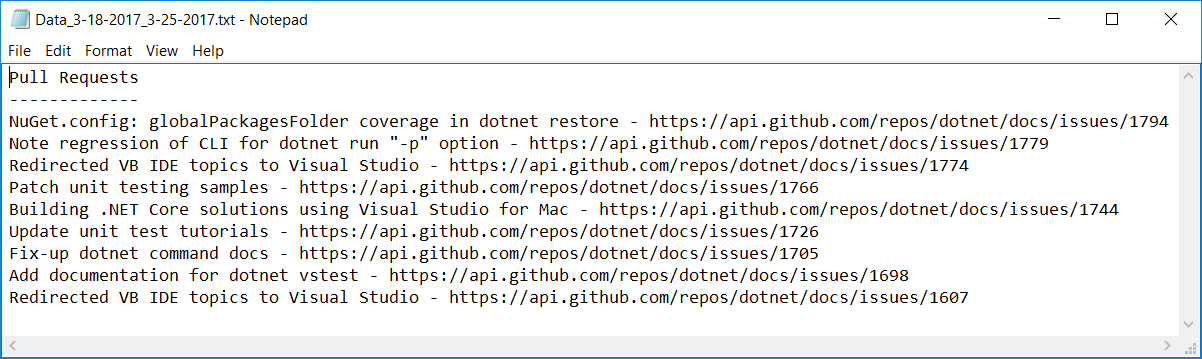 Data_3-18-2017_3-25-2017.txt - Notepad
File Edit Format View Help
Pull Requests
-------------
NuGet.config: globalPackagesFolder coverage in dotnet restore - https://api.github.com/repos/dotnet/docs/issues/1794
Note regression of CLI for dotnet run "-p" option - https://api.github.com/repos/dotnet/docs/issues/1779
Redirected VB IDE topics to Visual Studio - https://api.github.com/repos/dotnet/docs/issues/1774
Patch unit testing samples - https://api.github.com/repos/dotnet/docs/issues/1766
Building .NET Core solutions using Visual Studio for Mac - https://api.github.com/repos/dotnet/docs/issues/1744
Update unit test tutorials - https://api.github.com/repos/dotnet/docs/issues/1726
Fix-up dotnet command docs - https://api.github.com/repos/dotnet/docs/issues/1705
Add documentation for dotnet vstest - https://api.github.com/repos/dotnet/docs/issues/1698
Redirected VB IDE topics to Visual Studio - https://api.github.com/repos/dotnet/docs/issues/1607